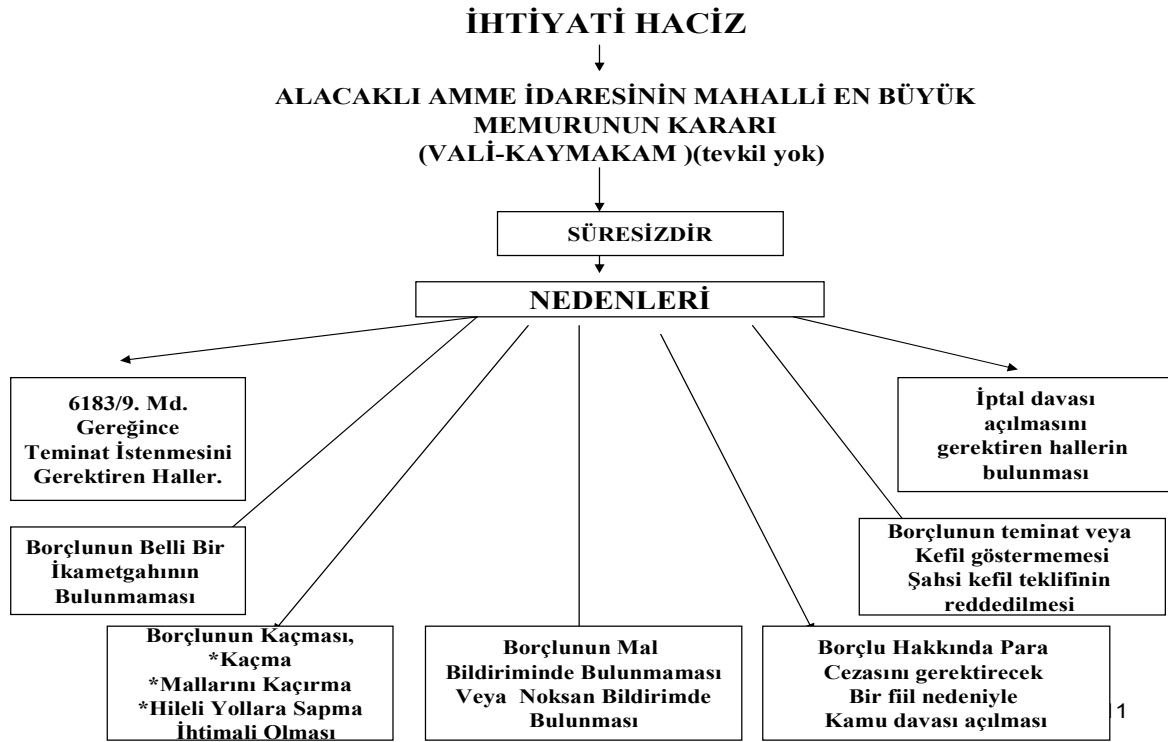 İHTİYATİ HACİZ
ALACAKLI AMME İDARESİNİN MAHALLİ EN BÜYÜK
MEMURUNUN KARARI
(VALİ-KAYMAKAM )(tevkil yok)
SÜRESİZDİR
NEDENLERİ
6183/9. Md.
Gereğince
Teminat İstenmesini
Gerektiren Haller.
İptal davası
açılmasını
gerektiren hallerin
bulunması
Borçlunun Belli Bir
İkametgahının
Bulunmaması
Borçlunun teminat veya
Kefil göstermemesi
Şahsi kefil teklifinin
reddedilmesi
Borçlunun Kaçması,
*Kaçma
*Mallarını Kaçırma
*Hileli Yollara Sapma
İhtimali Olması
Borçlunun Mal
Bildiriminde Bulunmaması
Veya Noksan Bildirimde
Bulunması
Borçlu Hakkında Para
Cezasını gerektirecek
Bir fiil nedeniyle
Kamu davası açılması
11